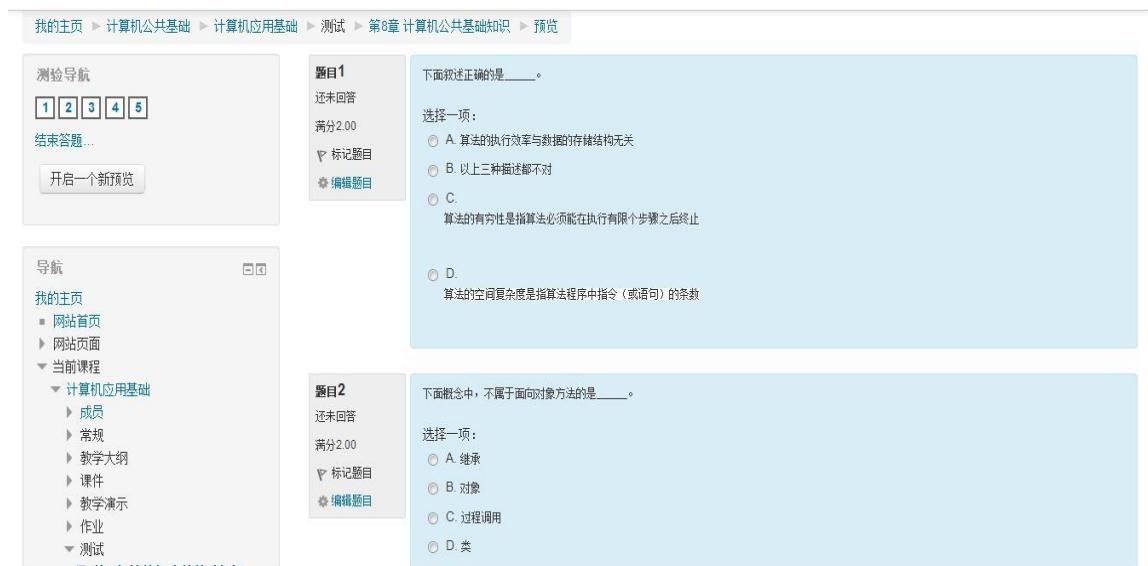 我的主页 ▶ 计算机公共基础 ▶ 计算机应用基础 ▶ 测试 ▶ 第8章 计算机公共基础知识 ▶ 预览
测验导航
1 2 3 4 5
结束答题...
开启一个新预览
导航
我的主页
网站首页
网站页面
当前课程
计算机应用基础
成员
常规
教学大纲
课件
教学演示
作业
测试
题目1
还未回答
满分2.00
标记题目
编辑题目
下面叙述正确的是_____。
选择一项：
A. 算法的执行效率与数据的存储结构无关
B. 以上三种描述都不对
C.
算法的有穷性是指算法必须能在执行有限个步骤之后终止
D.
算法的空间复杂度是指算法程序中指令（或语句）的条数
题目2
还未回答
满分2.00
标记题目
编辑题目
下面概念中，不属于面向对象方法的是_____。
选择一项：
A. 继承
B. 对象
C. 过程调用
D. 类